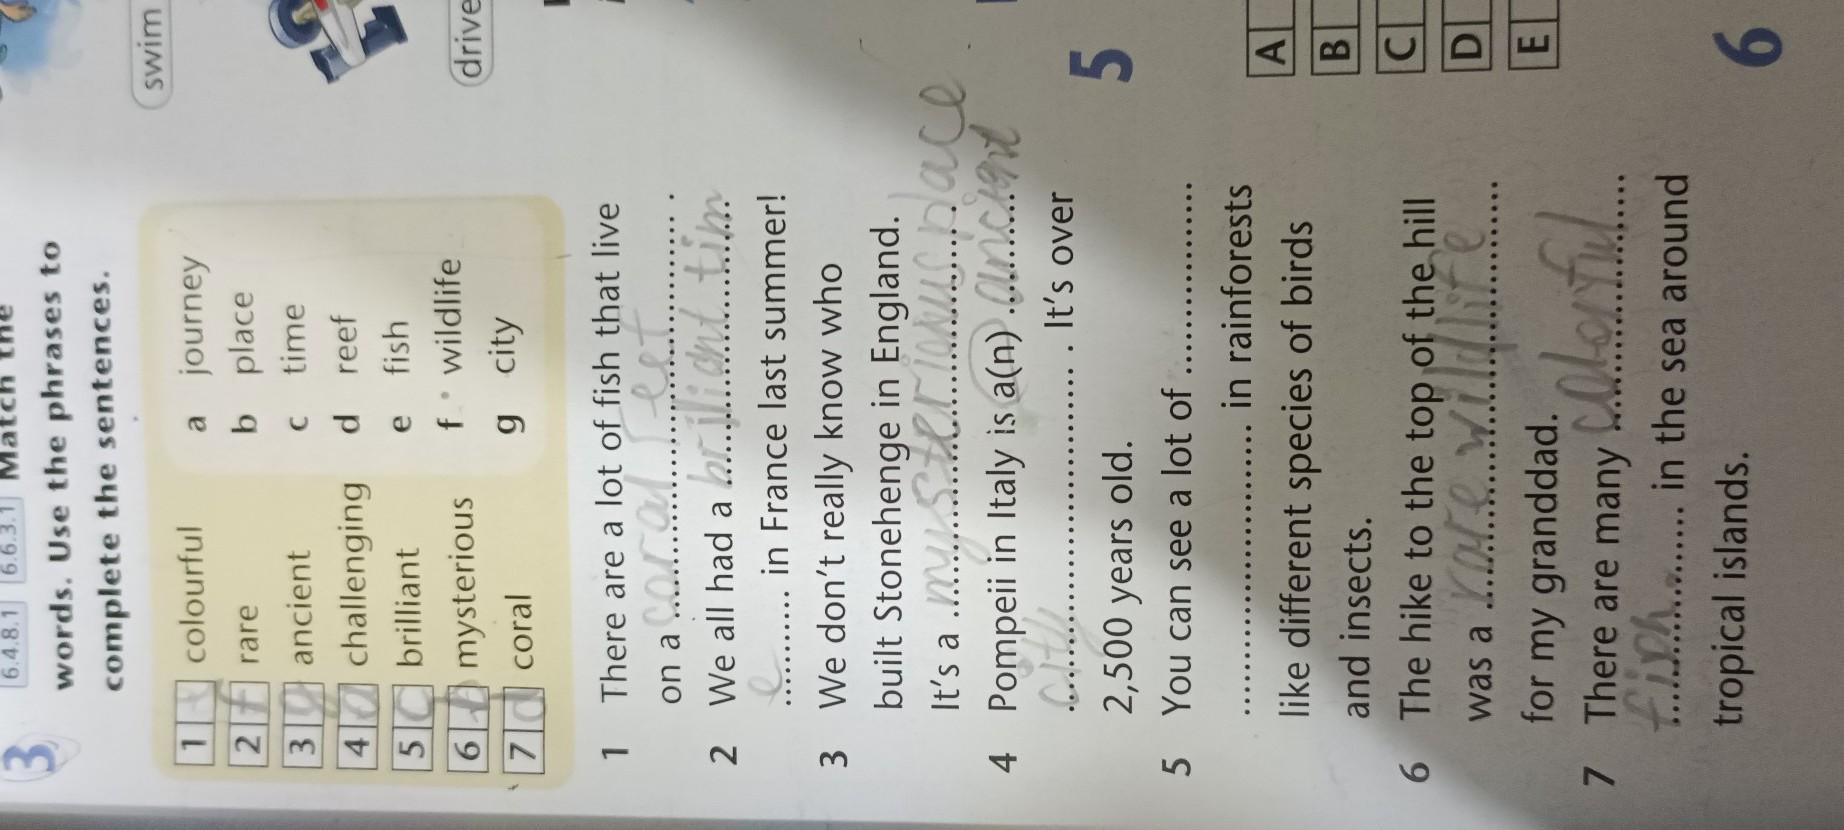 6.4.8.1 6.6.3.1 Match the
3 words. Use the phrases to
complete the sentences.
1 colourful a journey
2 f rare b place
3 g ancient c time
4 a challenging d reef
5 c brilliant e fish
6 b mysterious f wildlife
7 d coral g city
1 There are a lot of fish that live
on a coral reef.
2 We all had a briliant tim
e in France last summer!
3 We don't really know who
built Stonehenge in England.
It's a mysterious place
4 Pompeii in Italy is a(n) ancient
city. It's over
2,500 years old.
5 You can see a lot of
in rainforests
like different species of birds
and insects.
6 The hike to the top of the hill
was a rare wildlife
for my granddad.
7 There are many colorful
fish in the sea around
tropical islands.
swim
drive
5
A
B
C
D
E
6